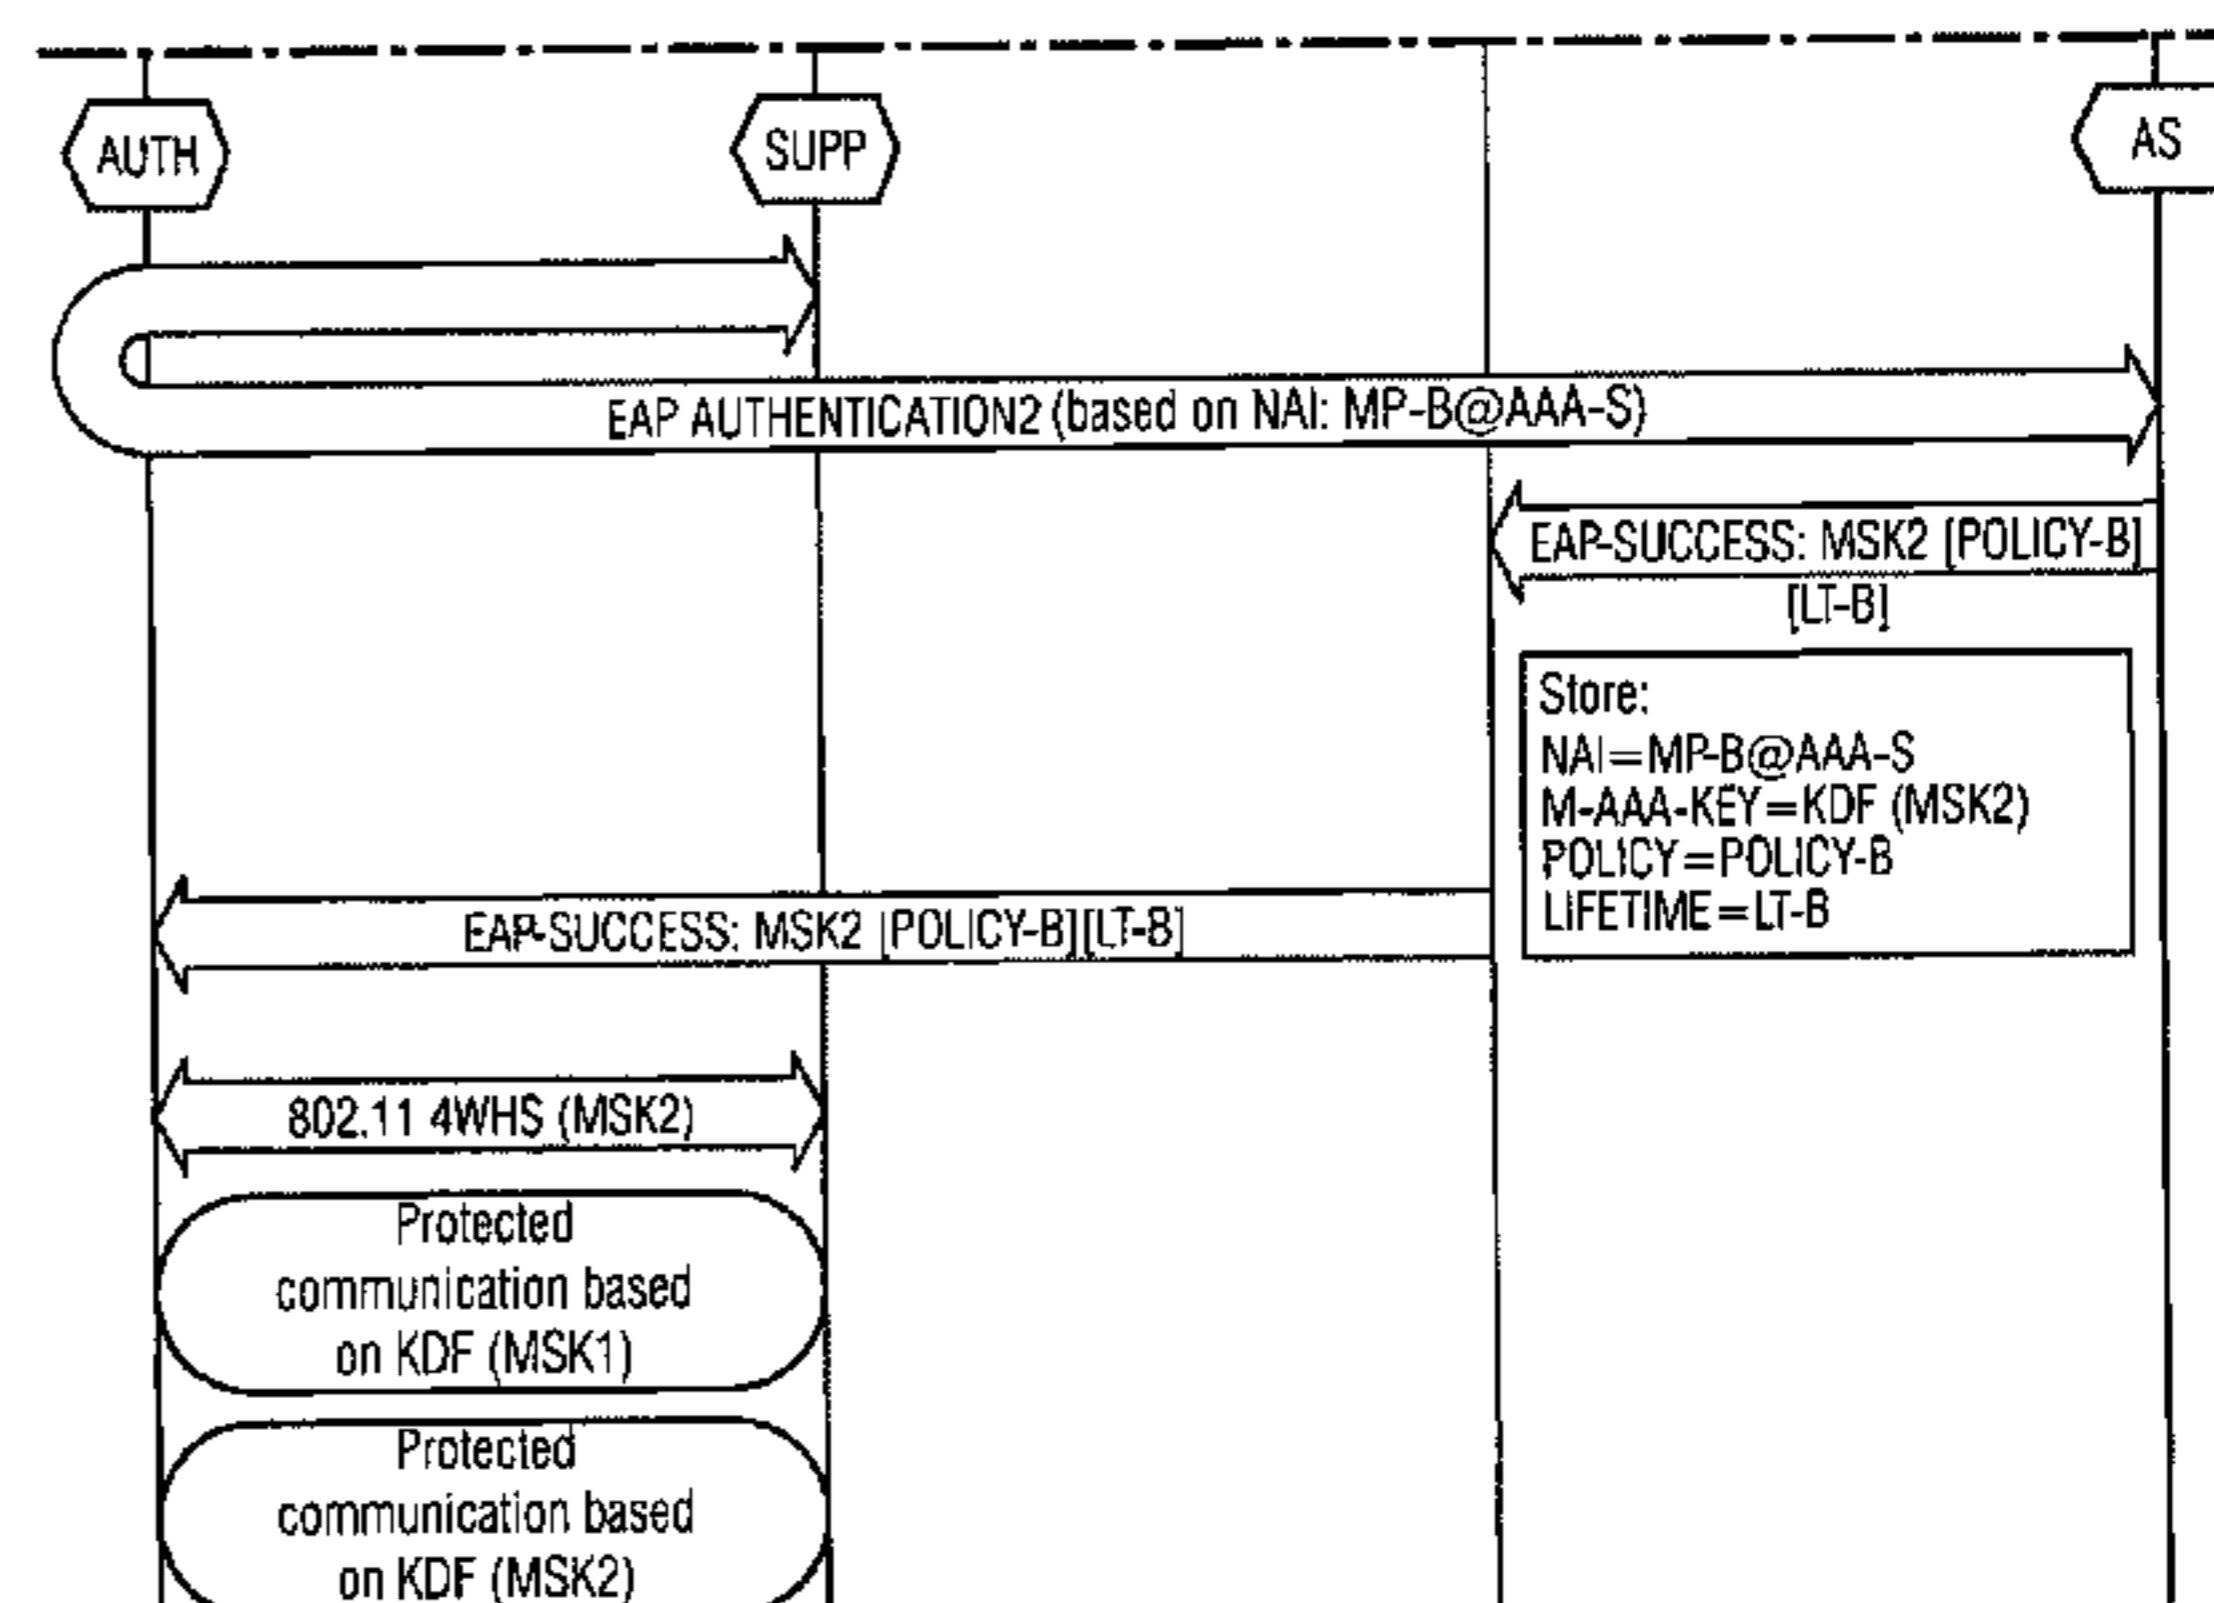 AUTH
SUPP
AS
EAP AUTHENTICATION2 (based on NAI: MP-B@AAA-S)
EAP-SUCCESS: MSK2 [POLICY-B]
[LT-B]
Store:
NAI=MP-B@AAA-S
M-AAA-KEY=KDF (MSK2)
POLICY=POLICY-B
LIFETIME=LT-B
EAP-SUCCESS: MSK2 [POLICY-B][LT-B]
802.11 4WHS (MSK2)
Protected
communication based
on KDF (MSK1)
Protected
communication based
on KDF (MSK2)